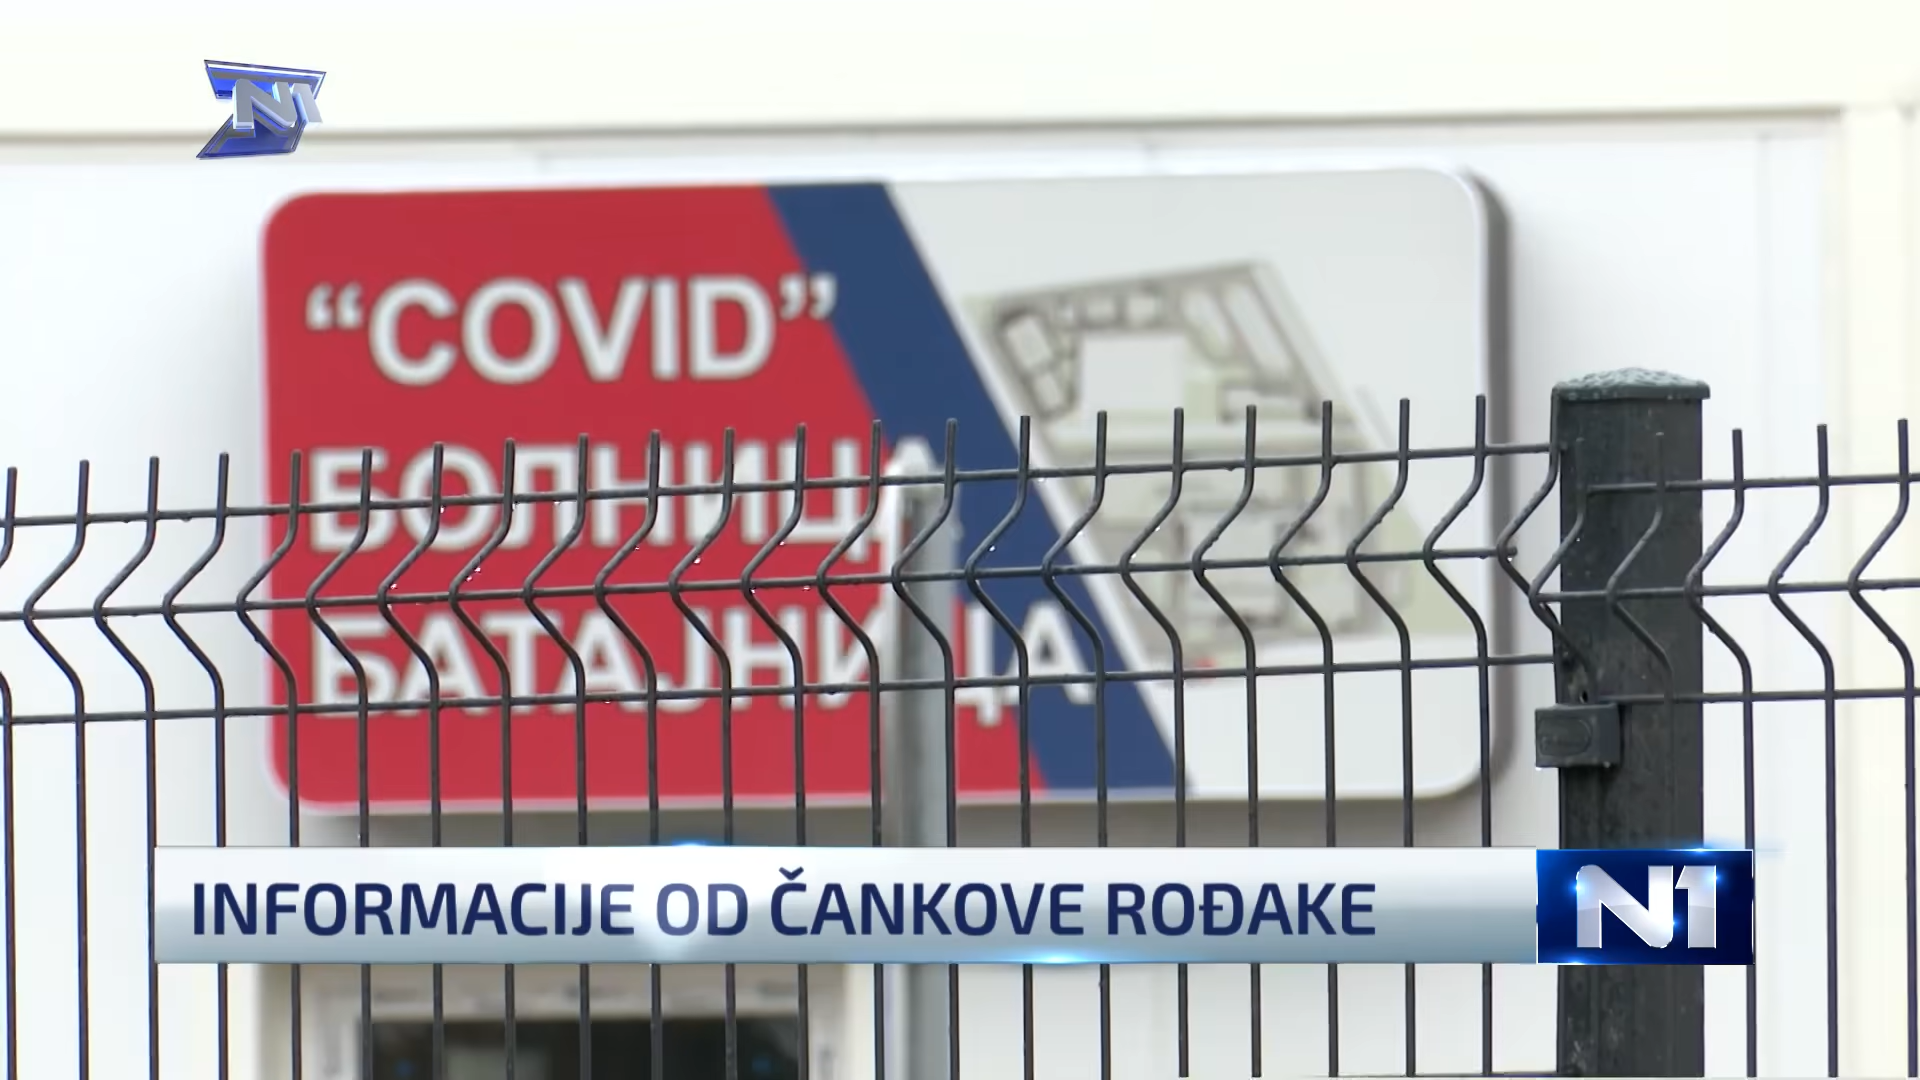 N1
“COVID”
БОЛНИЦА
БАТАЈНИЦА
INFORMACIJE OD ČANKOVE ROĐAKE
N1